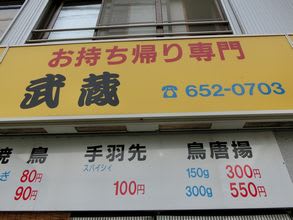 お持ち帰り専門
武蔵
☎652-0703
焼鳥 手羽先 鳥唐揚
スパイシィ
ぎ 80円 150g 300円
90円 100円 300g 550円